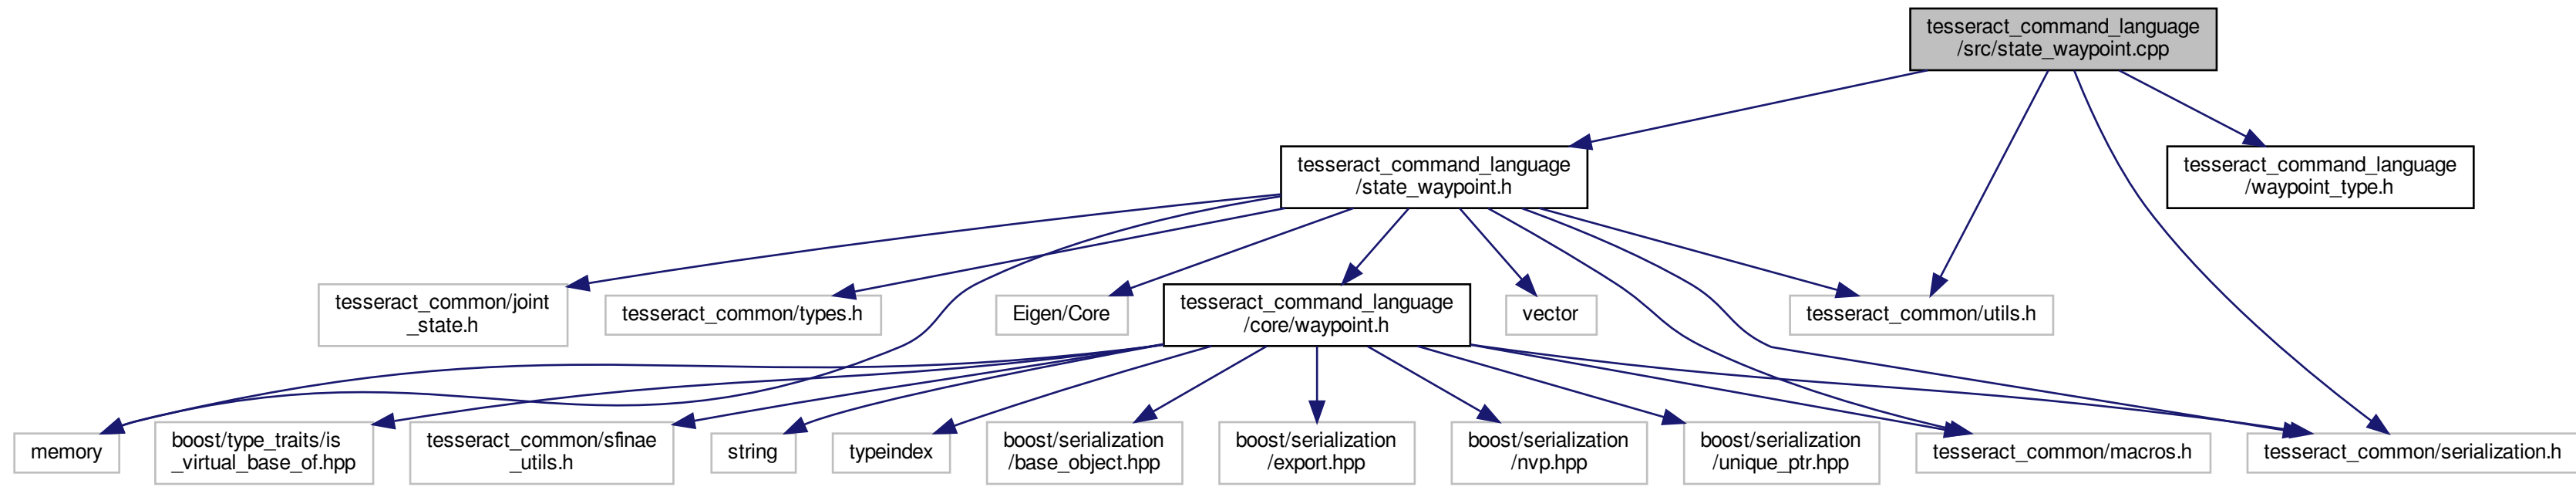 tesseract_command_language
/src/state_waypoint.cpp
tesseract_command_language
/state_waypoint.h
tesseract_command_language
/waypoint_type.h
tesseract_common/joint
_state.h
tesseract_common/types.h
Eigen/Core
tesseract_command_language
/core/waypoint.h
vector
tesseract_common/utils.h
memory
boost/type_traits/is
_virtual_base_of.hpp
tesseract_common/sfinae
_utils.h
string
typeindex
boost/serialization
/base_object.hpp
boost/serialization
/export.hpp
boost/serialization
/nvp.hpp
boost/serialization
/unique_ptr.hpp
tesseract_common/macros.h
tesseract_common/serialization.h